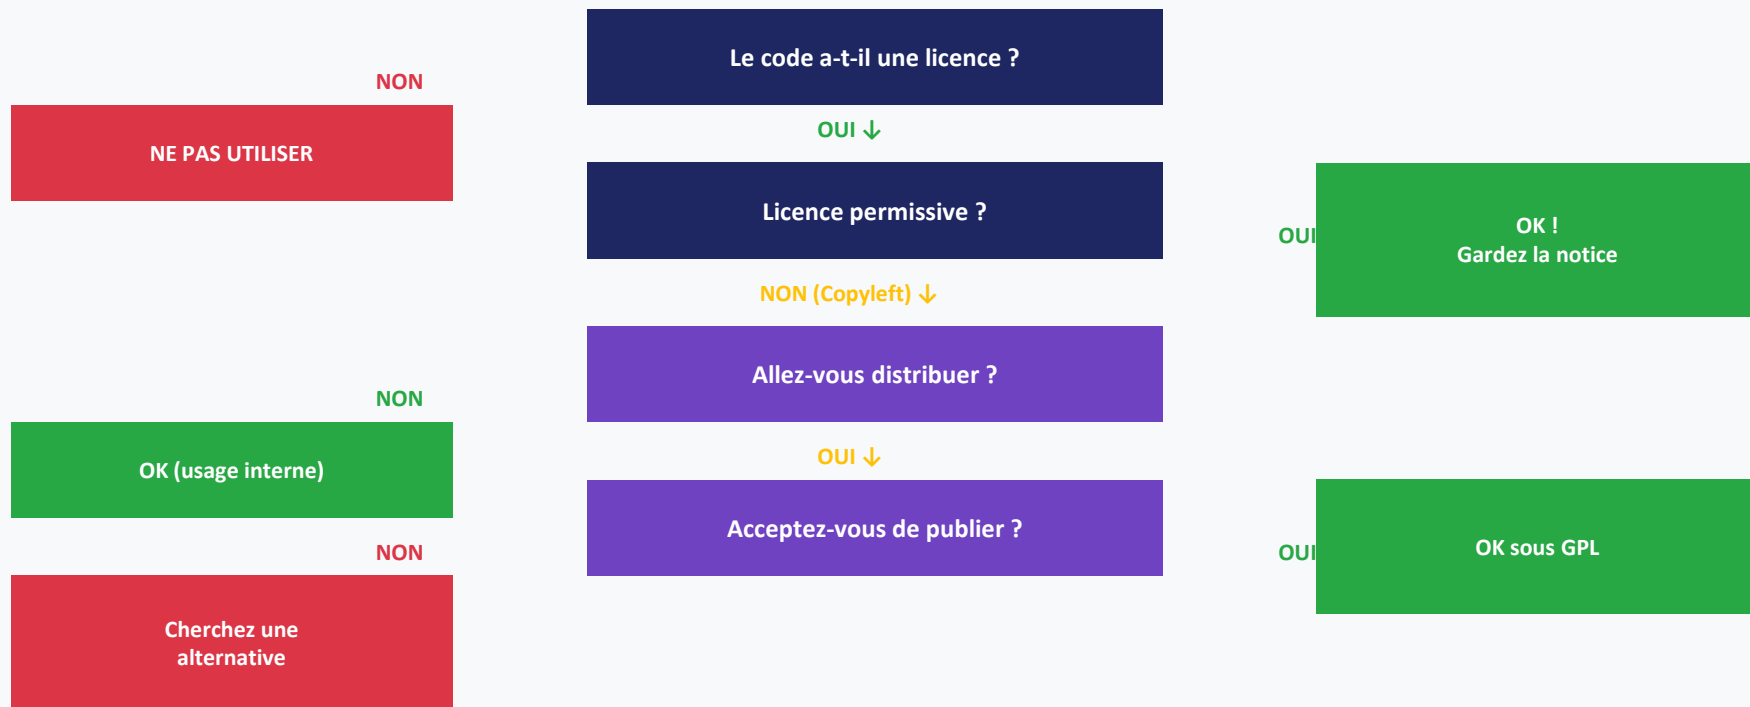 Le code a-t-il une licence ?
NON
NE PAS UTILISER
OUI ↓
Licence permissive ?
OUI
OK !
Gardez la notice
NON (Copyleft) ↓
Allez-vous distribuer ?
NON
OK (usage interne)
OUI ↓
Acceptez-vous de publier ?
OUI
OK sous GPL
NON
Cherchez une
alternative